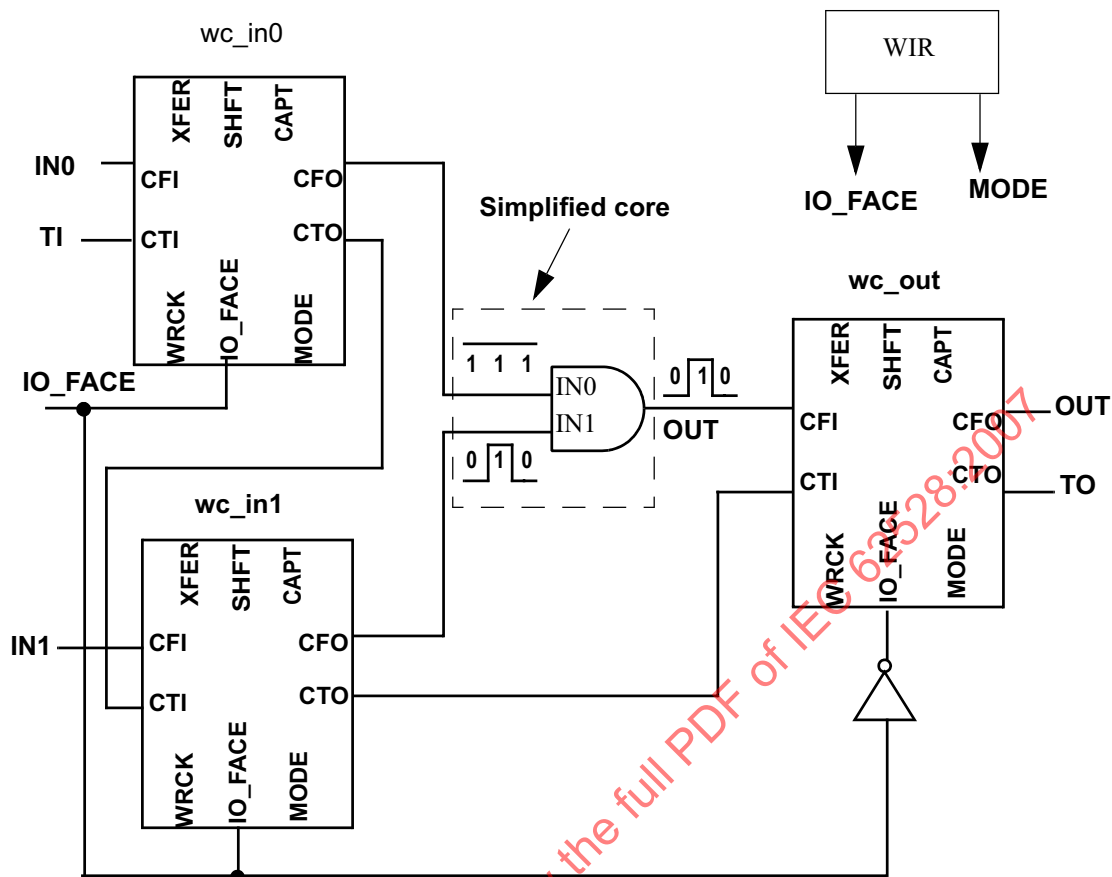 wc_in0
XFER
SHFT
CAPT
IN0
CFI
CFO
TI
CTI
CTO
WRCK
IO_FACE
MODE
IO_FACE
WIR
IO_FACE
MODE
Simplified core
1 1 1
IN0
IN1
0 1 0
0 1 0
OUT
wc_out
XFER
SHFT
CAPT
CFI
CFO
OUT
CTI
CTO
TO
WRCK
IO_FACE
MODE
wc_in1
XFER
SHFT
CAPT
IN1
CFI
CFO
CTI
CTO
WRCK
IO_FACE
MODE
the full PDF of IEC 62528:2007